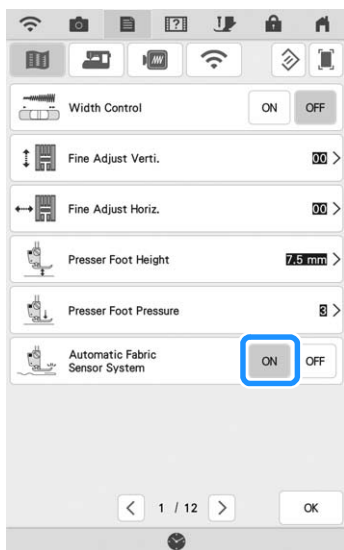 Width Control ON OFF
Fine Adjust Verti. 00 >
Fine Adjust Horiz. 00 >
Presser Foot Height 7.5 mm >
Presser Foot Pressure 3 >
Automatic Fabric
Sensor System ON OFF
< 1 / 12 > OK